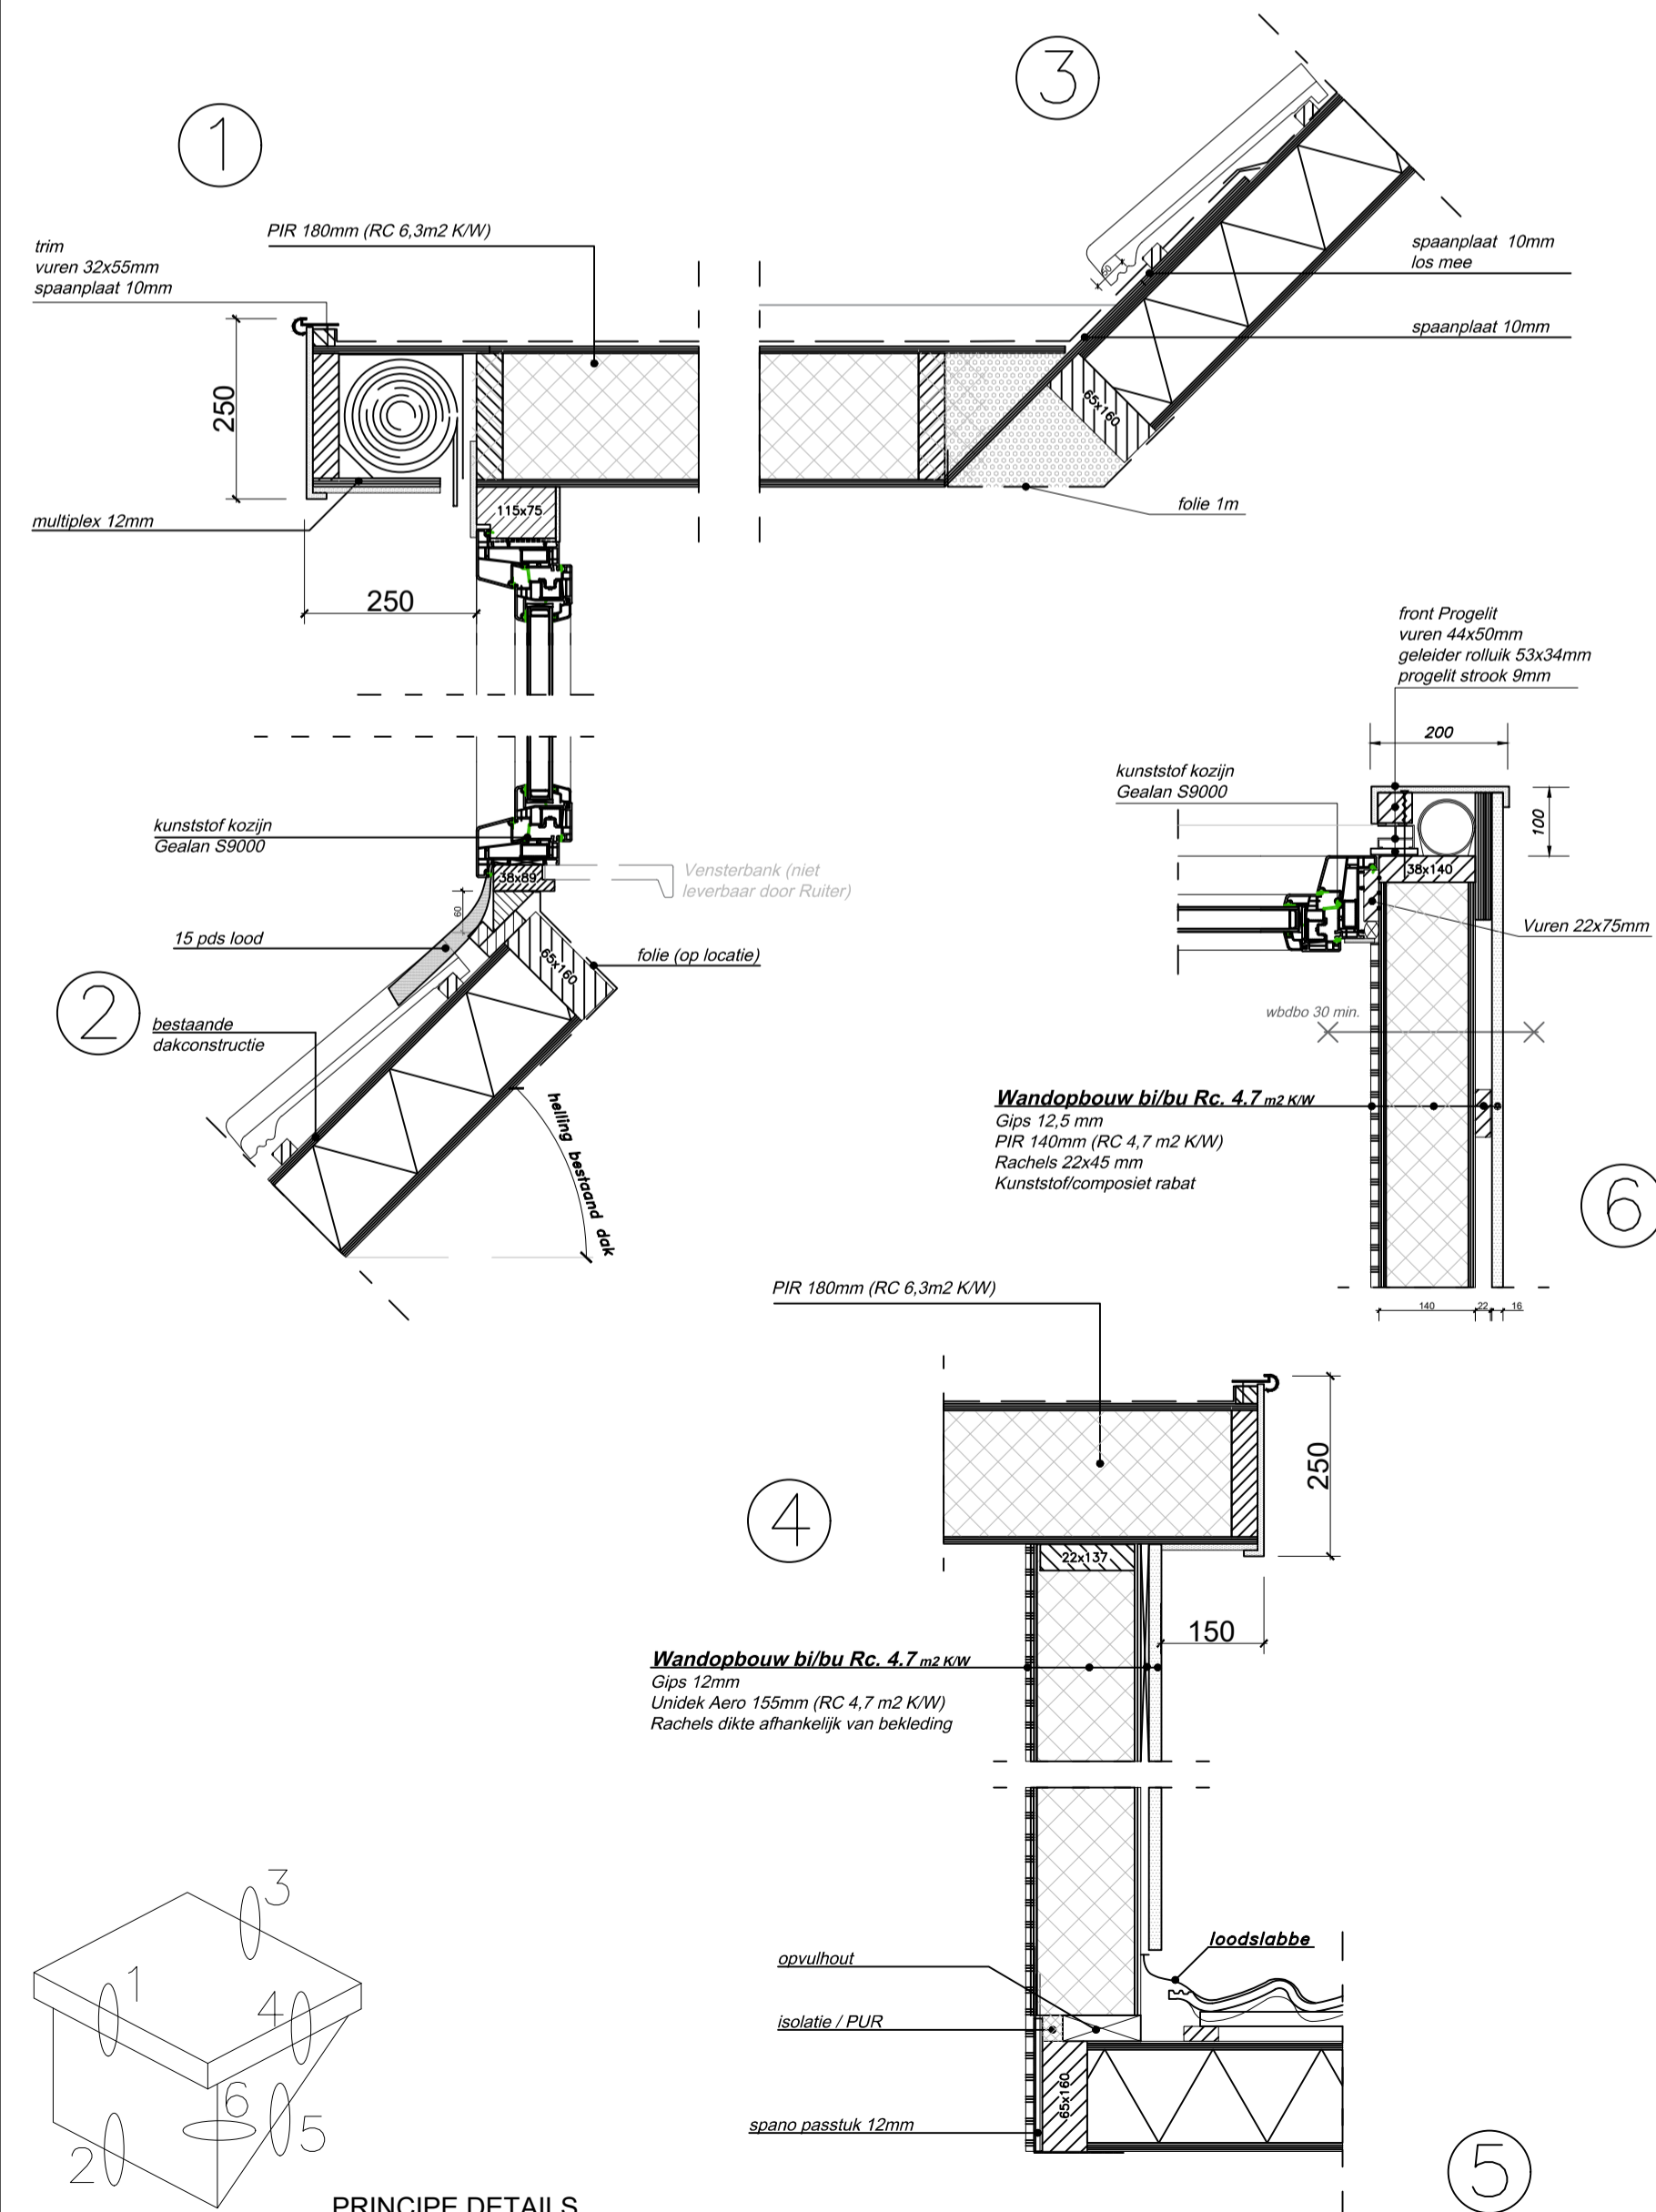 1
3
PIR 180mm (RC 6,3m2 K/W)
trim
vuren 32x55mm
spaanplaat 10mm
spaanplaat  10mm
los mee
spaanplaat 10mm
60
250
65x160
folie 1m
multiplex 12mm
115x75
250
front Progelit
vuren 44x50mm
geleider rolluik 53x34mm
progelit strook 9mm
200
kunststof kozijn
Gealan S9000
100
kunststof kozijn
Gealan S9000
38x89
Vensterbank (niet
leverbaar door Ruiter)
38x140
60
Vuren 22x75mm
15 pds lood
folie (op locatie)
65x160
2
bestaande
dakconstructie
wbdbo 30 min.
helling bestaand dak
Wandopbouw bi/bu Rc. 4.7 m2 K/W
Gips 12,5 mm
PIR 140mm (RC 4,7 m2 K/W)
Rachels 22x45 mm
Kunststof/composiet rabat
6
140
22
16
PIR 180mm (RC 6,3m2 K/W)
250
4
22x137
150
Wandopbouw bi/bu Rc. 4.7 m2 K/W
Gips 12mm
Unidek Aero 155mm (RC 4,7 m2 K/W)
Rachels dikte afhankelijk van bekleding
loodslabbe
opvulhout
isolatie / PUR
65x160
spano passtuk 12mm
5
3
1
4
6
5
2
PRINCIPE DETAILS